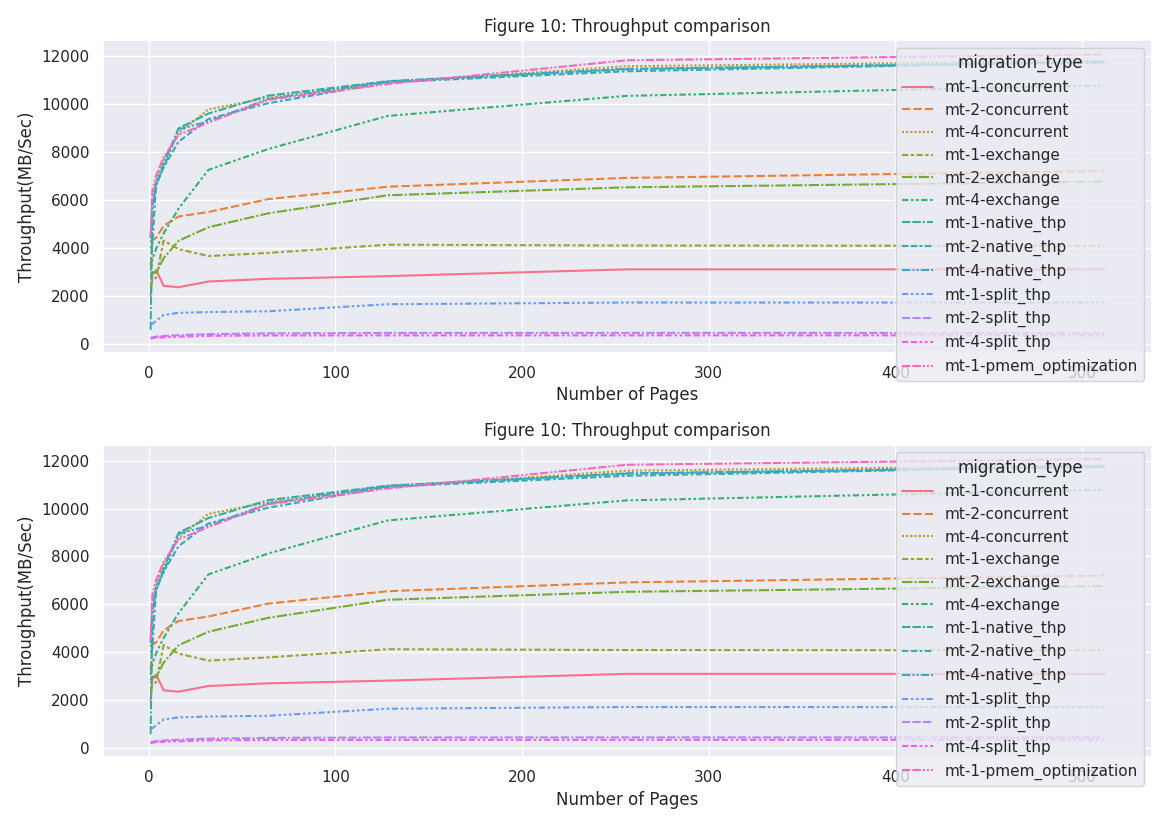 Figure 10: Throughput comparison
Throughput(MB/Sec)
12000
10000
8000
6000
4000
2000
0
0 100 200 300 400 500
Number of Pages
migration_type
mt-1-concurrent
mt-2-concurrent
mt-4-concurrent
mt-1-exchange
mt-2-exchange
mt-4-exchange
mt-1-native_thp
mt-2-native_thp
mt-4-native_thp
mt-1-split_thp
mt-2-split_thp
mt-4-split_thp
mt-1-pmem_optimization
Figure 10: Throughput comparison
Throughput(MB/Sec)
12000
10000
8000
6000
4000
2000
0
0 100 200 300 400 500
Number of Pages
migration_type
mt-1-concurrent
mt-2-concurrent
mt-4-concurrent
mt-1-exchange
mt-2-exchange
mt-4-exchange
mt-1-native_thp
mt-2-native_thp
mt-4-native_thp
mt-1-split_thp
mt-2-split_thp
mt-4-split_thp
mt-1-pmem_optimization